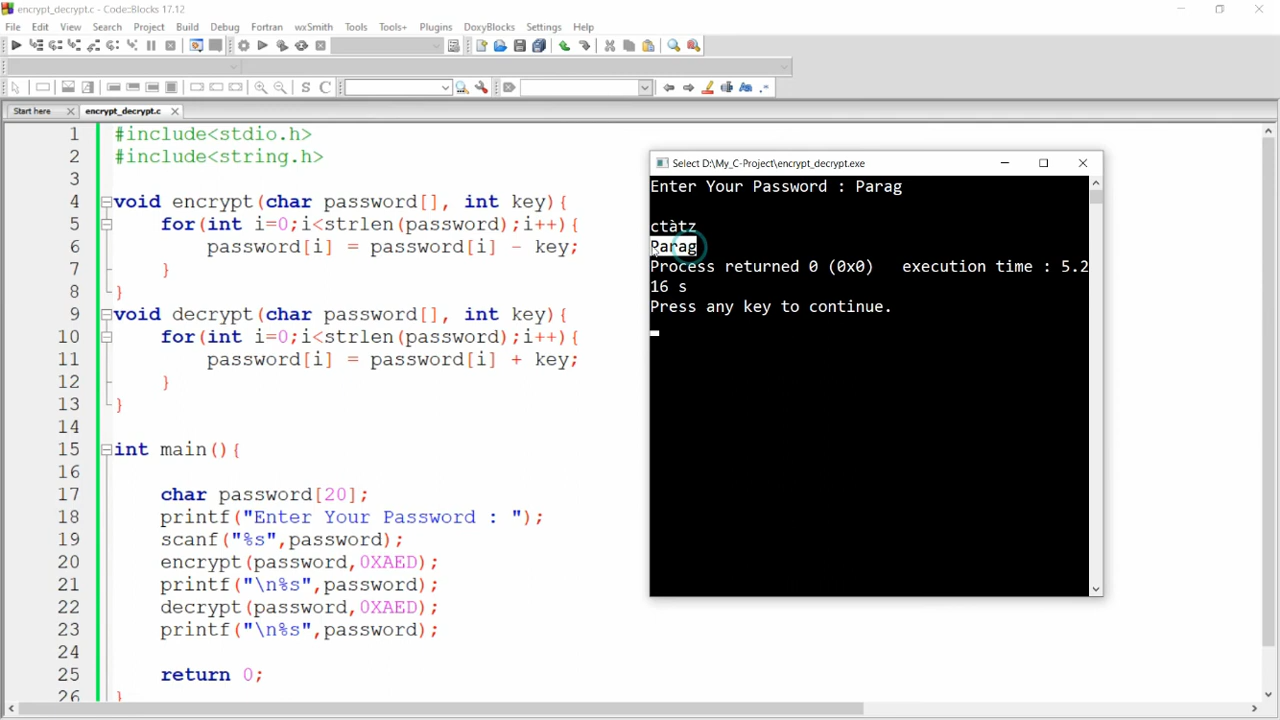 encrypt_decrypt.c - Code::Blocks 17.12
File Edit View Search Project Build Debug Fortran wxSmith Tools Tools+ Plugins DoxyBlocks Settings Help
Start here encrypt_decrypt.c
1 #include<stdio.h>
2 #include<string.h>
3
4 void encrypt(char password[], int key){
5 for(int i=0;i<strlen(password);i++){
6 password[i] = password[i] - key;
7 }
8 }
9 void decrypt(char password[], int key){
10 for(int i=0;i<strlen(password);i++){
11 password[i] = password[i] + key;
12 }
13 }
14
15 int main(){
16
17 char password[20];
18 printf("Enter Your Password : ");
19 scanf("%s",password);
20 encrypt(password,0XAED);
21 printf("\n%s",password);
22 decrypt(password,0XAED);
23 printf("\n%s",password);
24
25 return 0;
26 }
Select D:\My_C-Project\encrypt_decrypt.exe
Enter Your Password : Parag
ctàtz
Parag
Process returned 0 (0x0) execution time : 5.2
16 s
Press any key to continue.